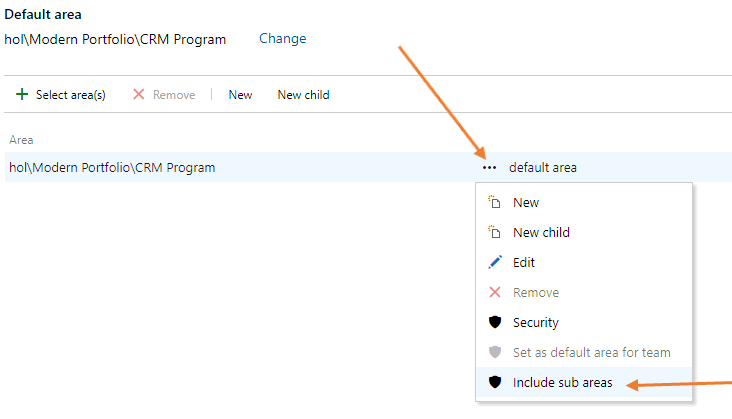 Default area
hol\Modern Portfolio\CRM Program Change
Select area(s) Remove New New child
Area
hol\Modern Portfolio\CRM Program ••• default area
New
New child
Edit
Remove
Security
Set as default area for team
Include sub areas